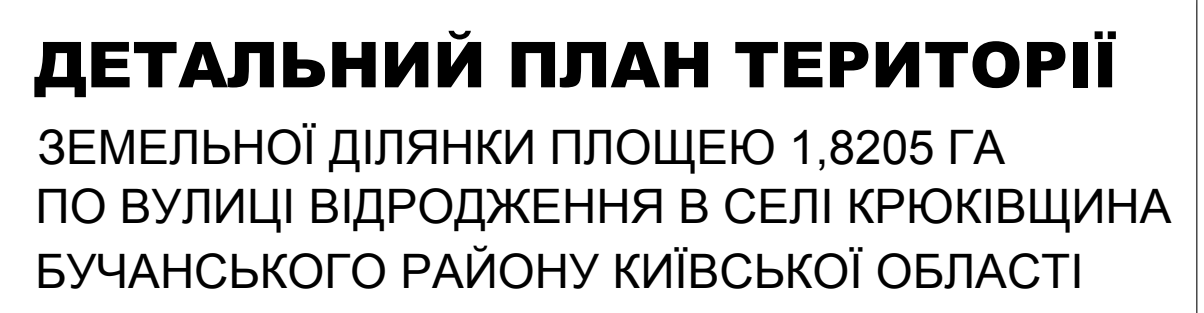 ДЕТАЛЬНИЙ ПЛАН ТЕРИТОРІЇ
ЗЕМЕЛЬНОЇ ДІЛЯНКИ ПЛОЩЕЮ 1,8205 ГА
ПО ВУЛИЦІ ВІДРОДЖЕННЯ В СЕЛІ КРЮКІВЩИНА
БУЧАНСЬКОГО РАЙОНУ КИЇВСЬКОЇ ОБЛАСТІ